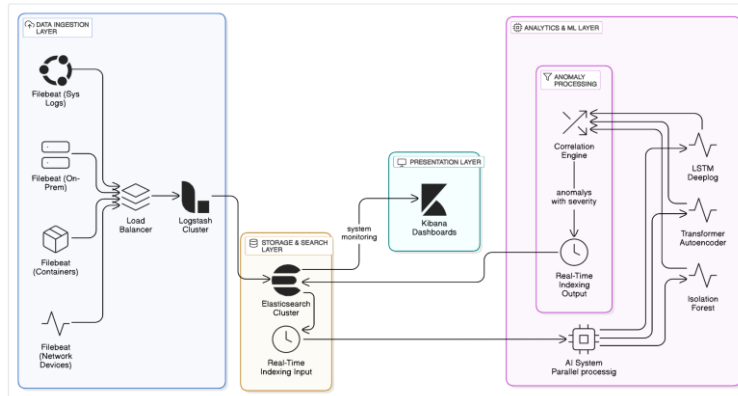 DATA INGESTION
LAYER
Filebeat (Sys
Logs)
Filebeat (On-
Prem)
Filebeat
(Containers)
Filebeat
(Network
Devices)
Load
Balancer
Logstash
Cluster
STORAGE & SEARCH
LAYER
Elasticsearch
Cluster
Real-Time
Indexing Input
system
monitoring
PRESENTATION LAYER
Kibana
Dashboards
ANALYTICS & ML LAYER
ANOMALY
PROCESSING
Correlation
Engine
anomalys
with severity
Real-Time
Indexing
Output
AI System
Parallel processig
LSTM
Deeplog
Transformer
Autoencoder
Isolation
Forest